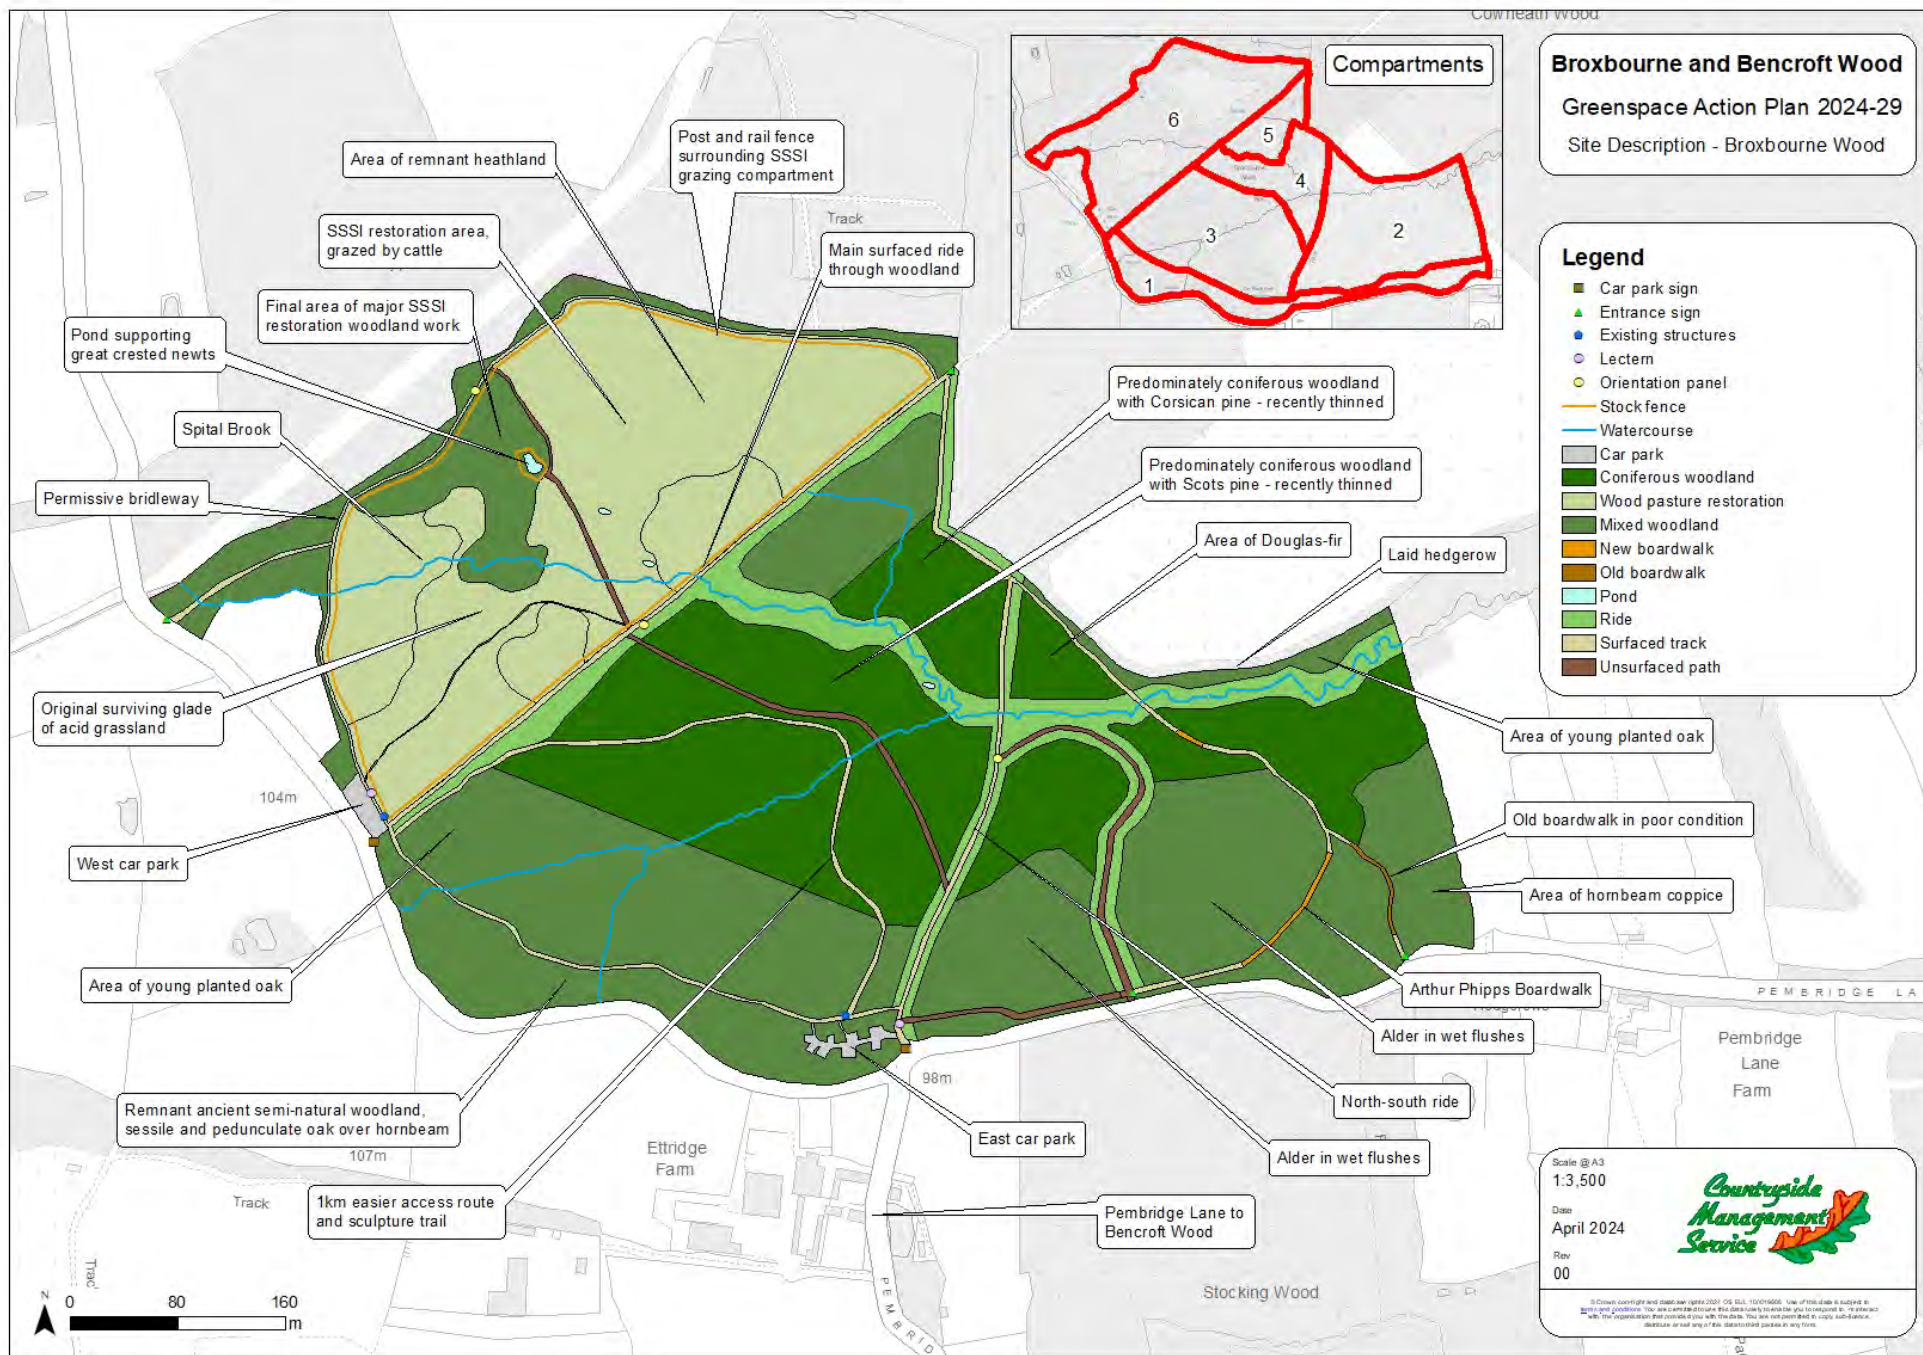 Cowheath Wood
Compartments
6
5
4
3
2
1
Broxbourne and Bencroft Wood
Greenspace Action Plan 2024-29
Site Description - Broxbourne Wood
Legend
Car park sign
Entrance sign
Existing structures
Lectern
Orientation panel
Stock fence
Watercourse
Car park
Coniferous woodland
Wood pasture restoration
Mixed woodland
New boardwalk
Old boardwalk
Pond
Ride
Surfaced track
Unsurfaced path
Area of remnant heathland
Post and rail fence
surrounding SSSI
grazing compartment
Track
SSSI restoration area,
grazed by cattle
Main surfaced ride
through woodland
Final area of major SSSI
restoration woodland work
Pond supporting
great crested newts
Spital Brook
Permissive bridleway
Predominately coniferous woodland
with Corsican pine - recently thinned
Predominately coniferous woodland
with Scots pine - recently thinned
Area of Douglas-fir
Laid hedgerow
Original surviving glade
of acid grassland
Area of young planted oak
104m
West car park
Old boardwalk in poor condition
Area of hornbeam coppice
Area of young planted oak
Arthur Phipps Boardwalk
PEMBRIDGE LA
Hedgerows
Alder in wet flushes
Pembridge
Lane
Farm
98m
North-south ride
Remnant ancient semi-natural woodland,
sessile and pedunculate oak over hornbeam
107m
East car park
Ettridge
Farm
Alder in wet flushes
Track
1km easier access route
and sculpture trail
Pembridge Lane to
Bencroft Wood
Trac
PEMBRID
Stocking Wood
N
0 80 160
m
Scale @A3
1:3,500
Date
April 2024
Rev
00
Countryside
Management
Service